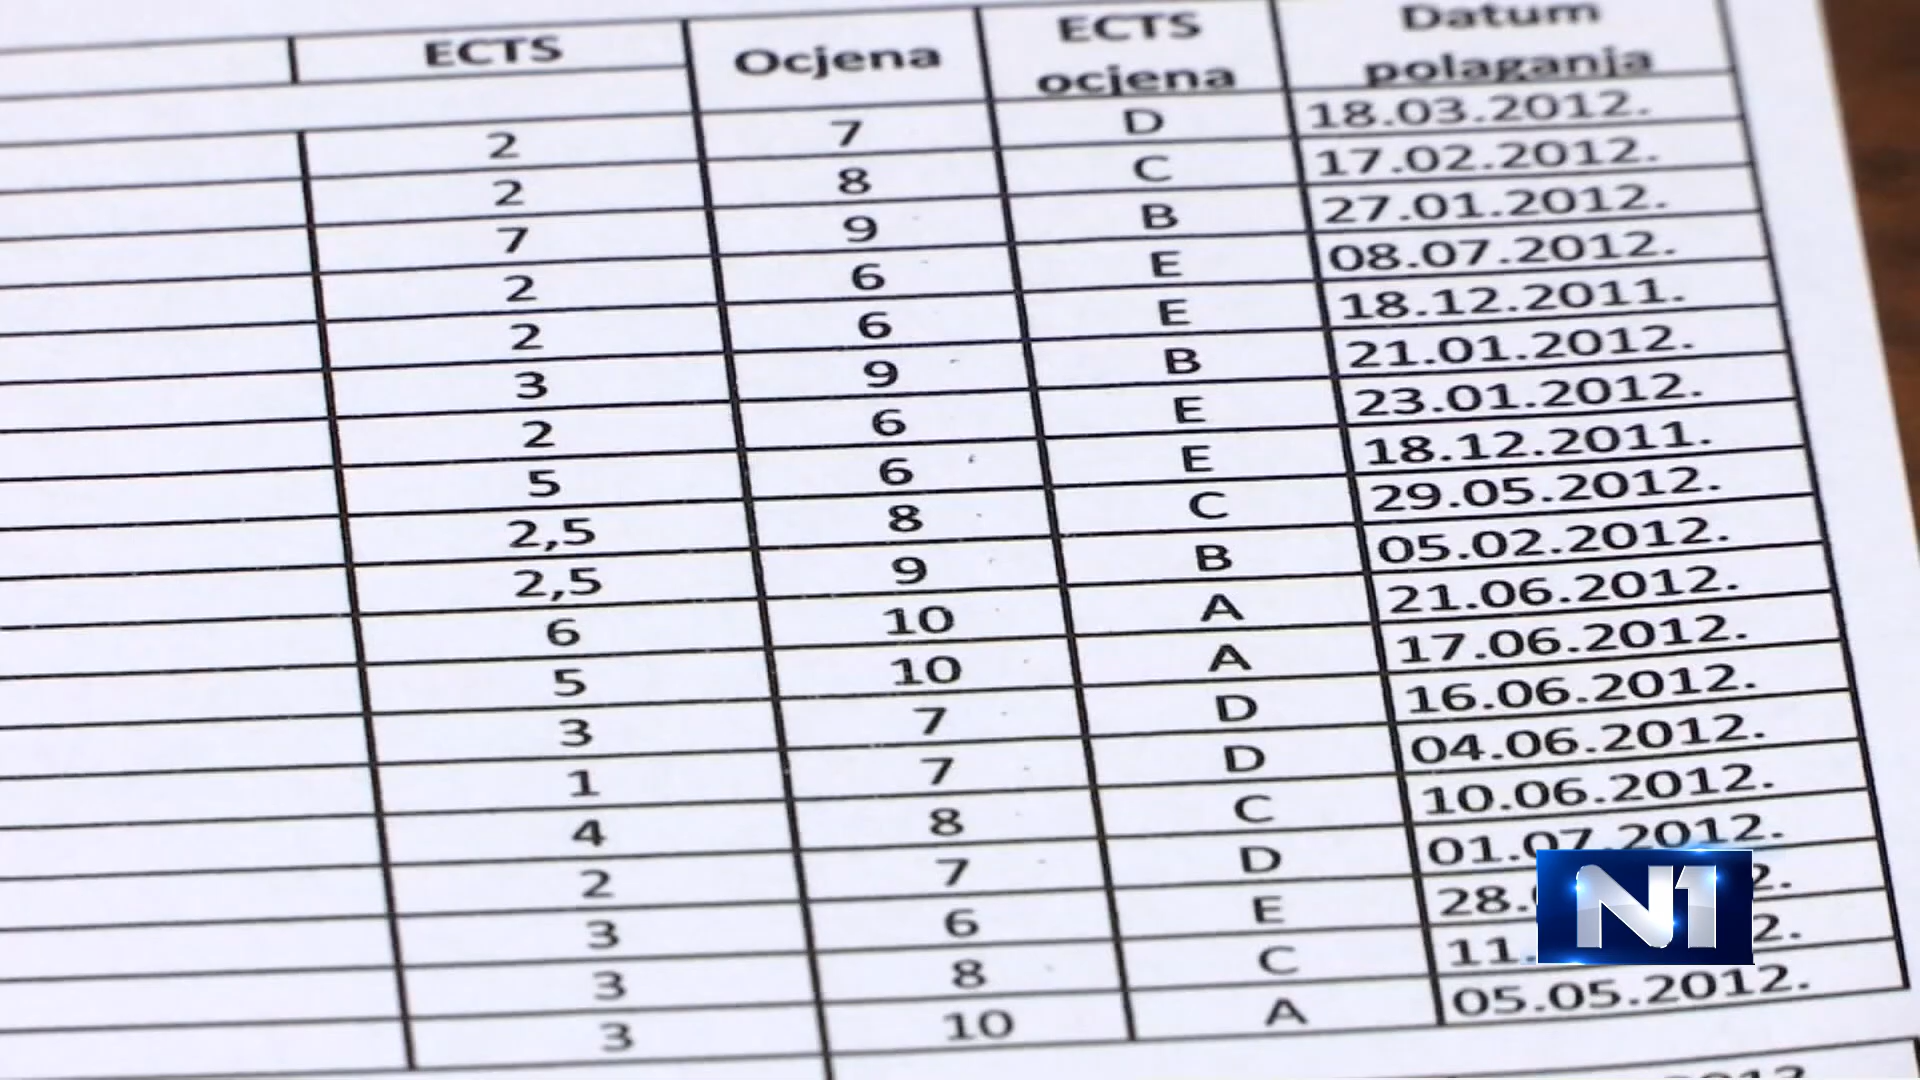 ECTS Ocjena ECTS ocjena Datum polaganja
2 7 D 18.03.2012.
2 8 C 17.02.2012.
7 9 B 27.01.2012.
2 6 E 08.07.2012.
2 6 E 18.12.2011.
3 9 B 21.01.2012.
2 6 E 23.01.2012.
5 6 E 18.12.2011.
2,5 8 C 29.05.2012.
2,5 9 B 05.02.2012.
6 10 A 21.06.2012.
5 10 A 17.06.2012.
3 7 D 16.06.2012.
1 7 D 04.06.2012.
4 8 C 10.06.2012.
2 7 D 01.07.2012.
3 6 E 28.
3 8 C 11.
3 10 A 05.05.2012.
N1